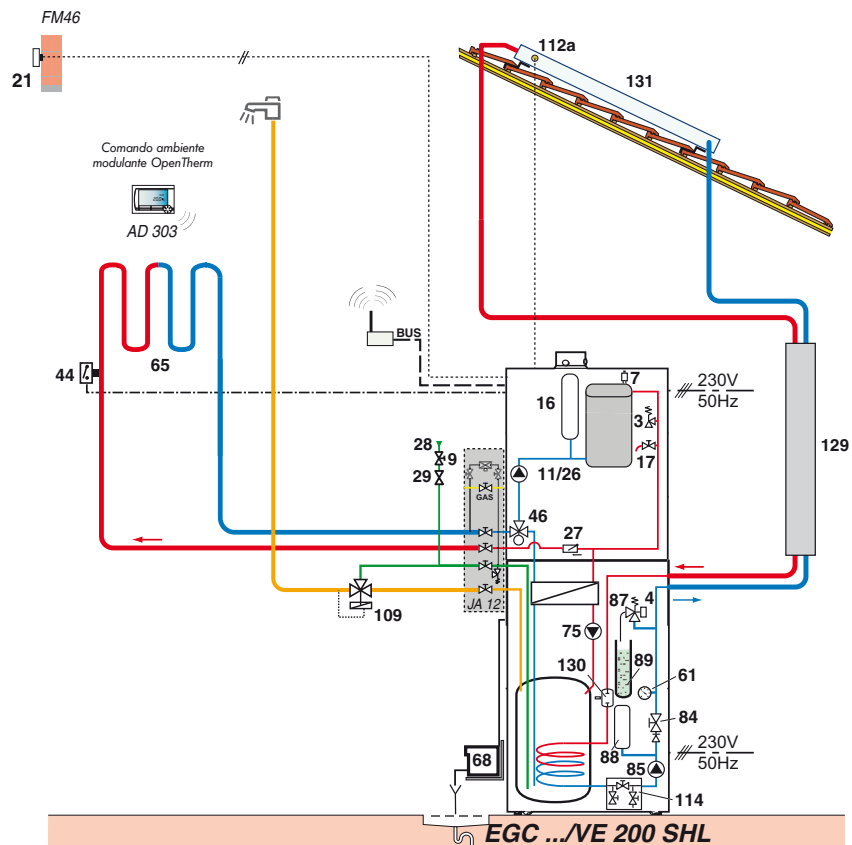 FM46
21
112a
131
Comando ambiente
modulante OpenTherm
AD 303
BUS
65
44
7
230V
50Hz
16
3
28
9
17
129
29
11/26
GAS
46
27
87
4
JA 12
109
75
89
130
61
84
88
230V
50Hz
68
85
114
EGC .../VE 200 SHL